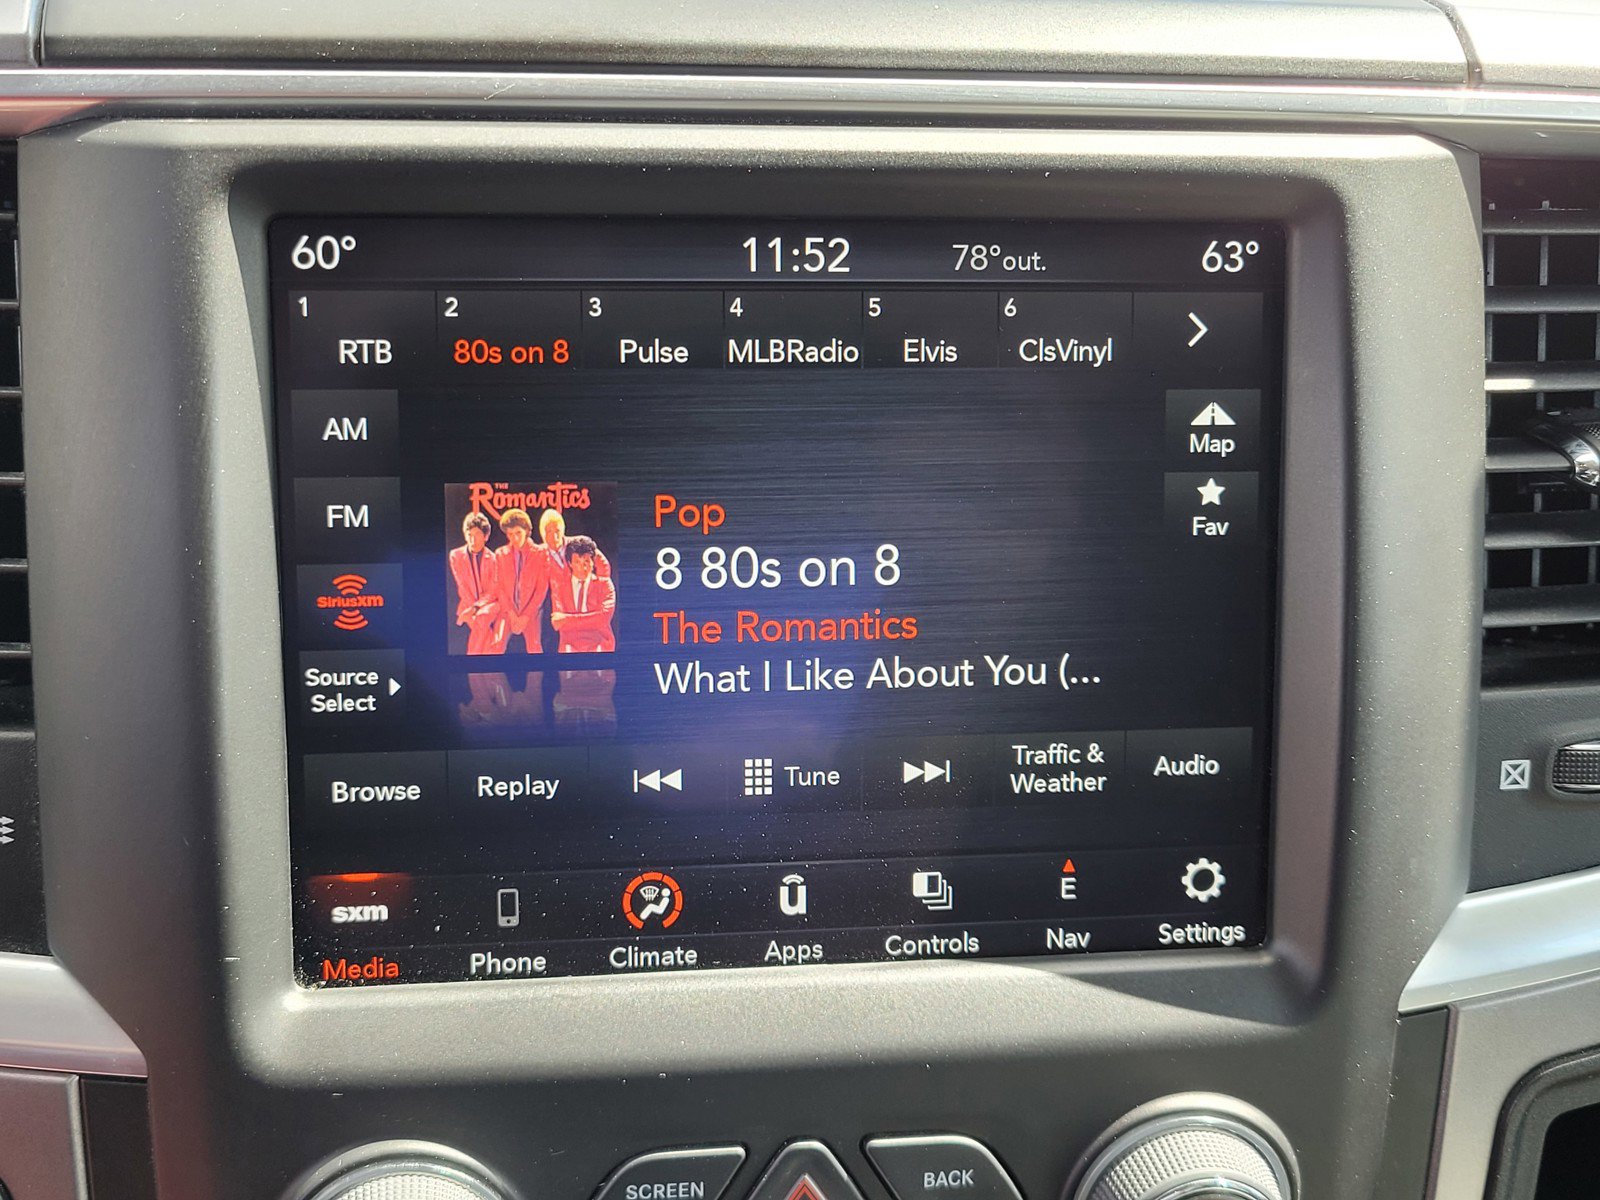 60° 11:52 78°out. 63°
1 2 3 4 5 6
RTB 80s on 8 Pulse MLBRadio Elvis ClsVinyl
AM
Map
FM
Fav
THE
Romantics
Pop
8 80s on 8
SiriusXM
The Romantics
What I Like About You (...
Source
Select
Browse Replay Tune Traffic &
Weather Audio
sxm
E
Media Phone Climate Apps Controls Nav Settings
SCREEN BACK